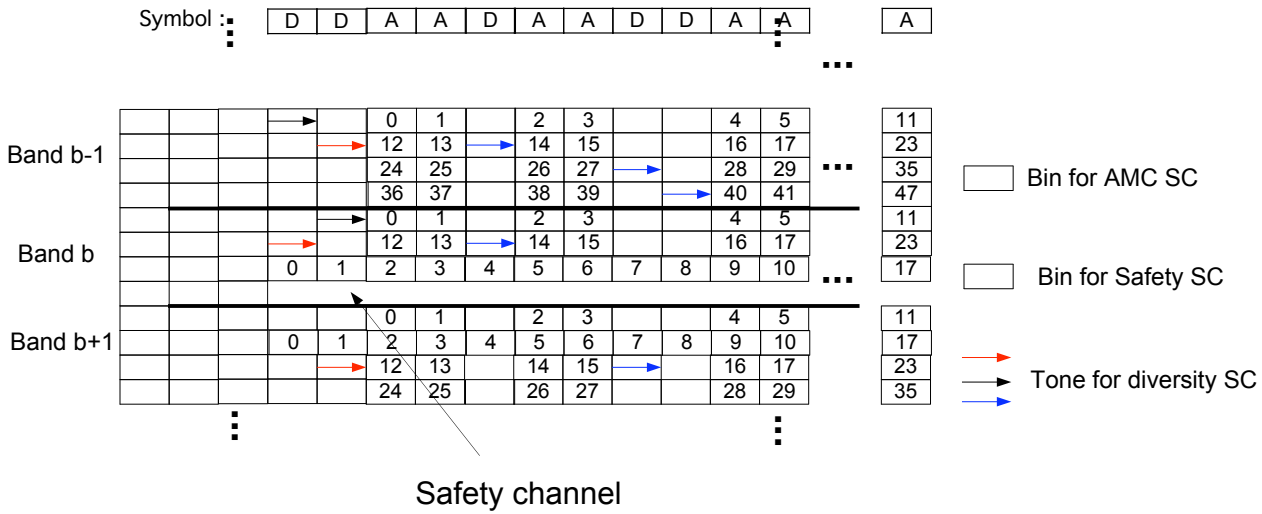 Symbol : D D A A D A A D D A A ... A
0 1 2 3 4 5 11
Band b-1 12 13 14 15 16 17 ... 23
24 25 26 27 28 29 35
Bin for AMC SC
36 37 38 39 40 41 47
0 1 2 3 4 5 11
Band b 12 13 14 15 16 17 23
0 1 2 3 4 5 6 7 8 9 10 ... 17
Bin for Safety SC
0 1 2 3 4 5 11
Band b+1 0 1 2 3 4 5 6 7 8 9 10 17
12 13 14 15 16 17 23
Tone for diversity SC
24 25 26 27 28 29 35
Safety channel